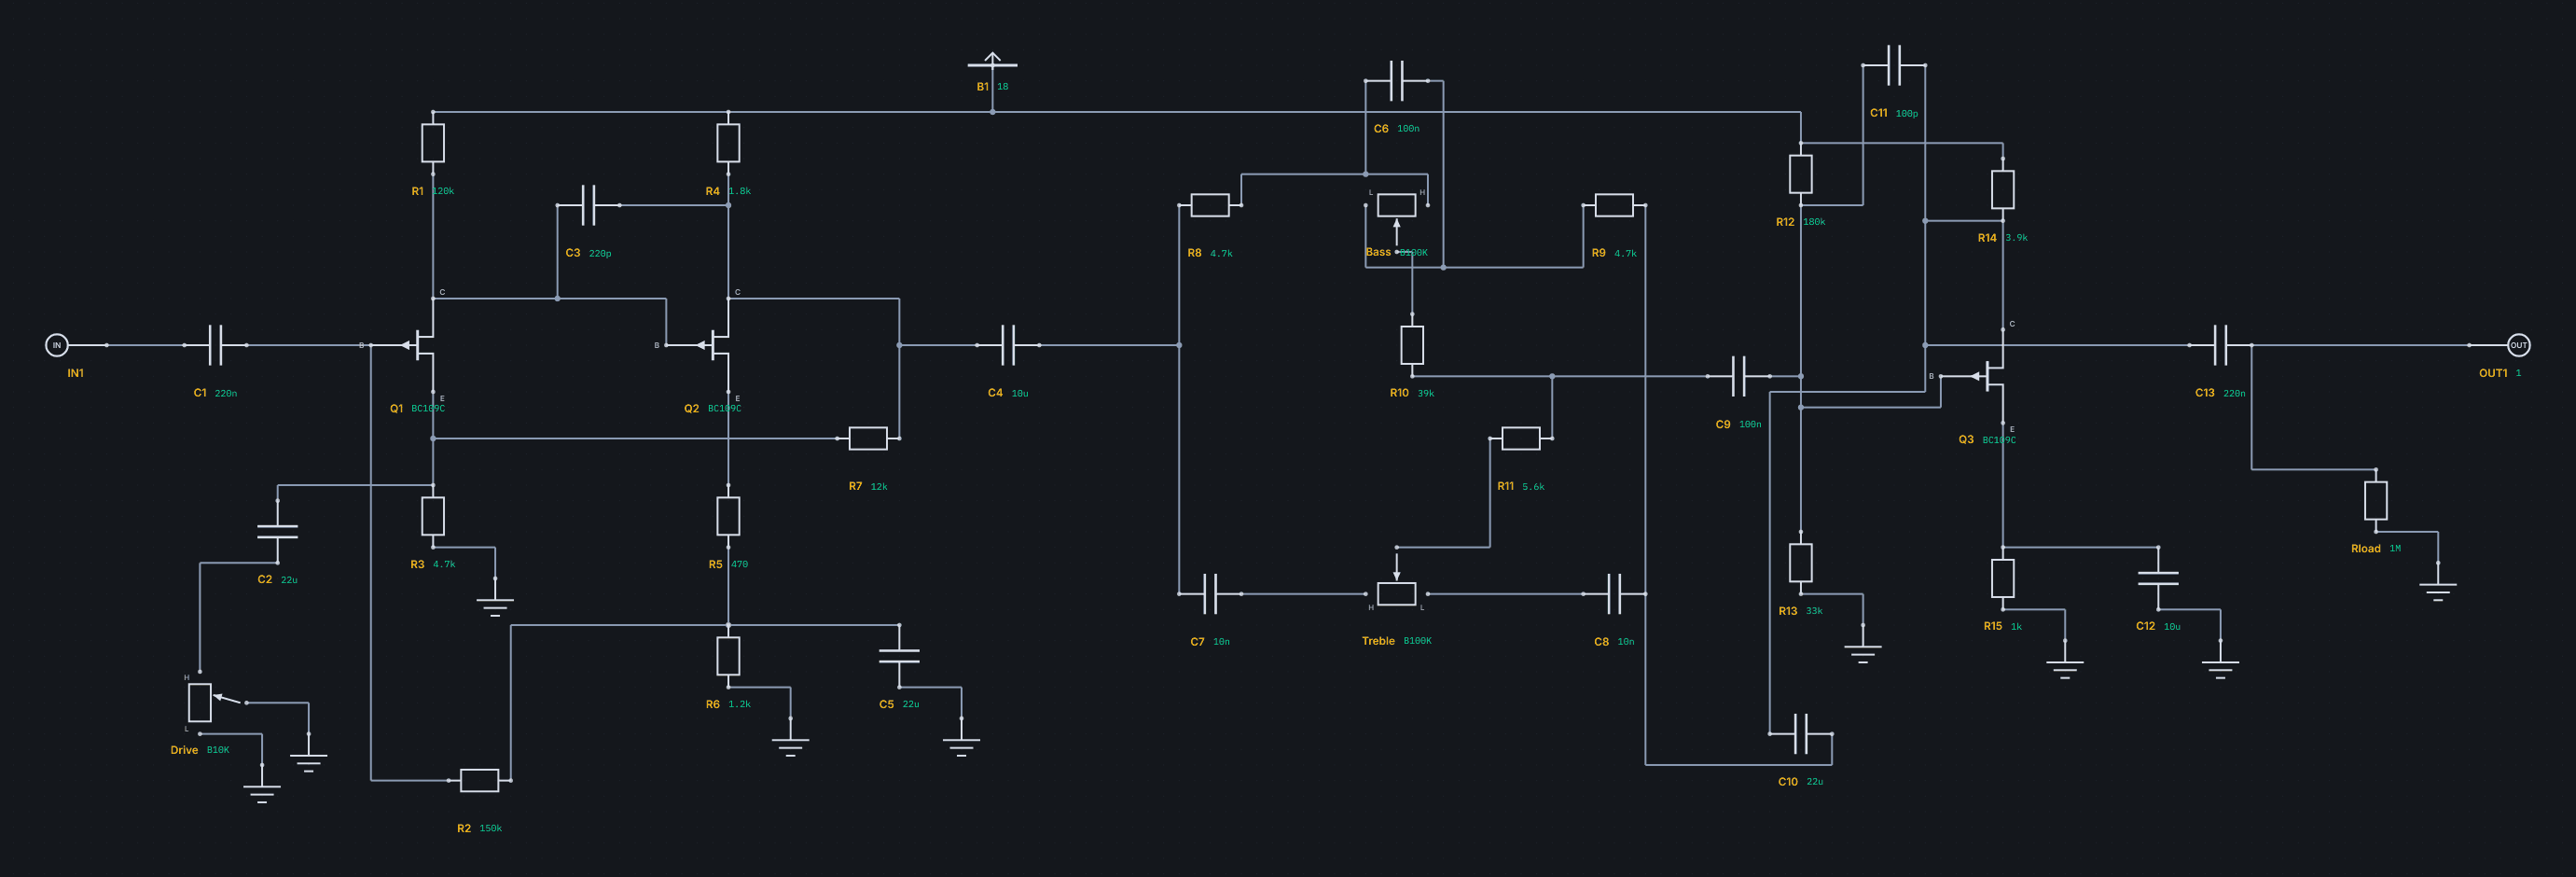 B1 18
C11 100p
C6 100n
R1 120k
R4 1.8k
L
H
R12 180k
C3 220p
R8 4.7k
Bass B100K
R9 4.7k
R14 3.9k
C
C
C
IN
IN1
B
B
OUT
OUT1 1
C1 220n
E
Q1 BC109C
E
Q2 BC109C
C4 10u
R10 39k
C9 100n
B
E
Q3 BC109C
C13 220n
R7 12k
R11 5.6k
C2 22u
R3 4.7k
R5 470
Rload 1M
H
L
R13 33k
R15 1k
C12 10u
C7 10n
Treble B100K
C8 10n
H
L
Drive B10K
R6 1.2k
C5 22u
C10 22u
R2 150k